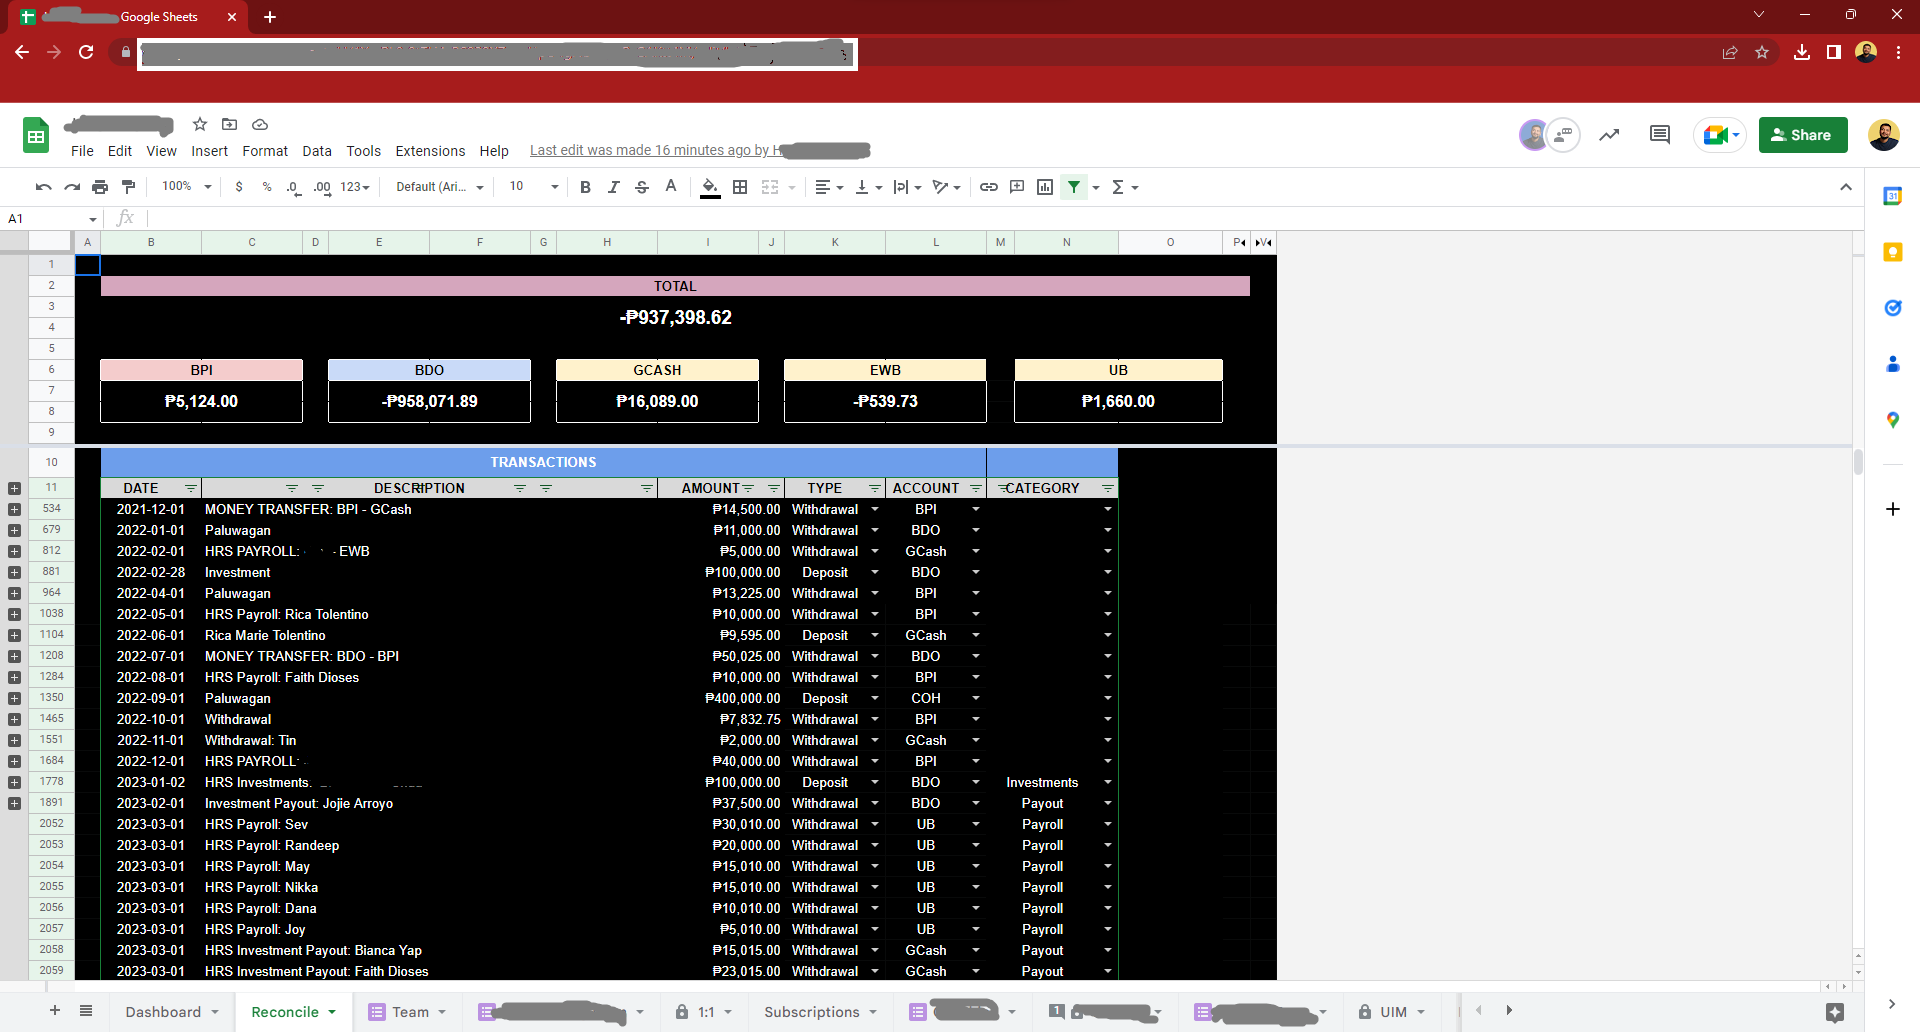 Google Sheets
File Edit View Insert Format Data Tools Extensions Help Last edit was made 16 minutes ago by H
Share
100% $ % .0 .00 123 Default (Ari... 10 B I S A
A1 fx
A B C D E F G H I J K L M N O P V
1
2 TOTAL
3 -₱937,398.62
4
5
6 BPI BDO GCASH EWB UB
7 ₱5,124.00 -₱958,071.89 ₱16,089.00 -₱539.73 ₱1,660.00
8
9
10 TRANSACTIONS
11 DATE DESCRIPTION AMOUNT TYPE ACCOUNT CATEGORY
534 2021-12-01 MONEY TRANSFER: BPI - GCash ₱14,500.00 Withdrawal BPI
679 2022-01-01 Paluwagan ₱11,000.00 Withdrawal BDO
812 2022-02-01 HRS PAYROLL: - EWB ₱5,000.00 Withdrawal GCash
881 2022-02-28 Investment ₱100,000.00 Deposit BDO
964 2022-04-01 Paluwagan ₱13,225.00 Withdrawal BPI
1038 2022-05-01 HRS Payroll: Rica Tolentino ₱10,000.00 Withdrawal BPI
1104 2022-06-01 Rica Marie Tolentino ₱9,595.00 Deposit GCash
1208 2022-07-01 MONEY TRANSFER: BDO - BPI ₱50,025.00 Withdrawal BDO
1284 2022-08-01 HRS Payroll: Faith Dioses ₱10,000.00 Withdrawal BPI
1350 2022-09-01 Paluwagan ₱400,000.00 Deposit COH
1465 2022-10-01 Withdrawal ₱7,832.75 Withdrawal BPI
1551 2022-11-01 Withdrawal: Tin ₱2,000.00 Withdrawal GCash
1684 2022-12-01 HRS PAYROLL ₱40,000.00 Withdrawal BPI
1778 2023-01-02 HRS Investments ₱100,000.00 Deposit BDO Investments
1891 2023-02-01 Investment Payout: Jojie Arroyo ₱37,500.00 Withdrawal BDO Payout
2052 2023-03-01 HRS Payroll: Sev ₱30,010.00 Withdrawal UB Payroll
2053 2023-03-01 HRS Payroll: Randeep ₱20,000.00 Withdrawal UB Payroll
2054 2023-03-01 HRS Payroll: May ₱15,010.00 Withdrawal UB Payroll
2055 2023-03-01 HRS Payroll: Nikka ₱15,010.00 Withdrawal UB Payroll
2056 2023-03-01 HRS Payroll: Dana ₱10,010.00 Withdrawal UB Payroll
2057 2023-03-01 HRS Payroll: Joy ₱5,010.00 Withdrawal UB Payroll
2058 2023-03-01 HRS Investment Payout: Bianca Yap ₱15,015.00 Withdrawal GCash Payout
2059 2023-03-01 HRS Investment Payout: Faith Dioses ₱23,015.00 Withdrawal GCash Payout
Dashboard Reconcile Team 1:1 Subscriptions 1 UIM